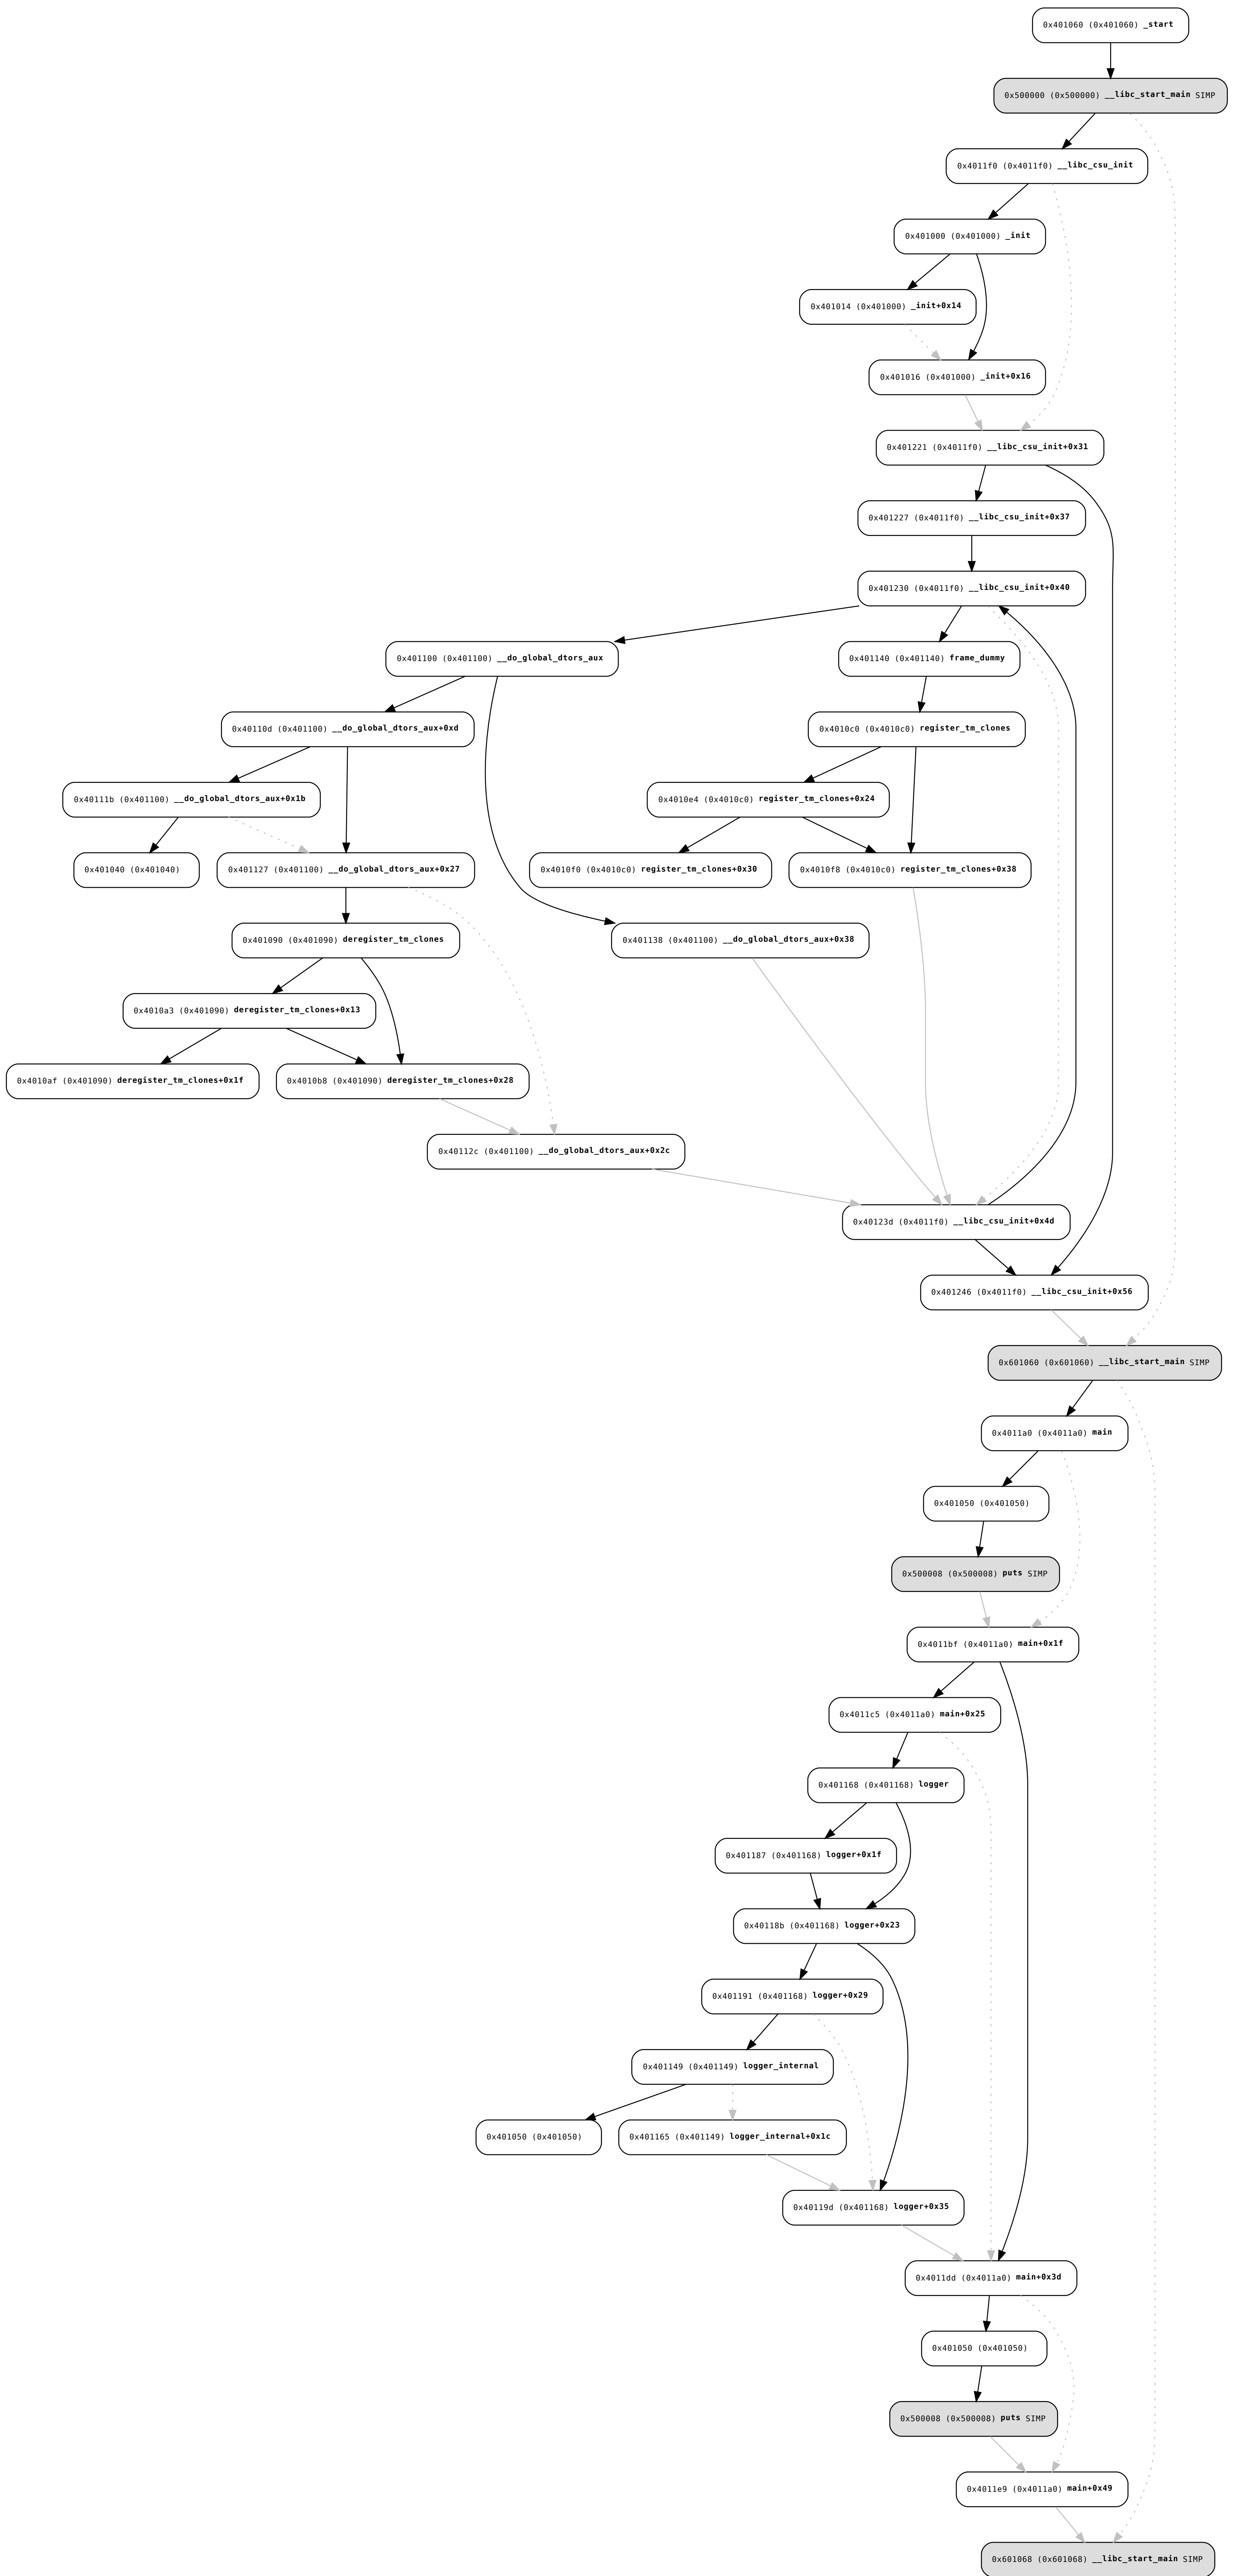 0x401060 (0x401060) _start
0x500000 (0x500000) __libc_start_main SIMP
0x4011f0 (0x4011f0) __libc_csu_init
0x401000 (0x401000) _init
0x401014 (0x401000) _init+0x14
0x401016 (0x401000) _init+0x16
0x401221 (0x4011f0) __libc_csu_init+0x31
0x401227 (0x4011f0) __libc_csu_init+0x37
0x401230 (0x4011f0) __libc_csu_init+0x40
0x401100 (0x401100) __do_global_dtors_aux
0x401140 (0x401140) frame_dummy
0x40110d (0x401100) __do_global_dtors_aux+0xd
0x4010c0 (0x4010c0) register_tm_clones
0x40111b (0x401100) __do_global_dtors_aux+0x1b
0x4010e4 (0x4010c0) register_tm_clones+0x24
0x401040 (0x401040)
0x401127 (0x401100) __do_global_dtors_aux+0x27
0x4010f0 (0x4010c0) register_tm_clones+0x30
0x4010f8 (0x4010c0) register_tm_clones+0x38
0x401090 (0x401090) deregister_tm_clones
0x401138 (0x401100) __do_global_dtors_aux+0x38
0x4010a3 (0x401090) deregister_tm_clones+0x13
0x4010af (0x401090) deregister_tm_clones+0x1f
0x4010b8 (0x401090) deregister_tm_clones+0x28
0x40112c (0x401100) __do_global_dtors_aux+0x2c
0x40123d (0x4011f0) __libc_csu_init+0x4d
0x401246 (0x4011f0) __libc_csu_init+0x56
0x601060 (0x601060) __libc_start_main SIMP
0x4011a0 (0x4011a0) main
0x401050 (0x401050)
0x500008 (0x500008) puts SIMP
0x4011bf (0x4011a0) main+0x1f
0x4011c5 (0x4011a0) main+0x25
0x401168 (0x401168) logger
0x401187 (0x401168) logger+0x1f
0x40118b (0x401168) logger+0x23
0x401191 (0x401168) logger+0x29
0x401149 (0x401149) logger_internal
0x401050 (0x401050)
0x401165 (0x401149) logger_internal+0x1c
0x40119d (0x401168) logger+0x35
0x4011dd (0x4011a0) main+0x3d
0x401050 (0x401050)
0x500008 (0x500008) puts SIMP
0x4011e9 (0x4011a0) main+0x49
0x601068 (0x601068) __libc_start_main SIMP